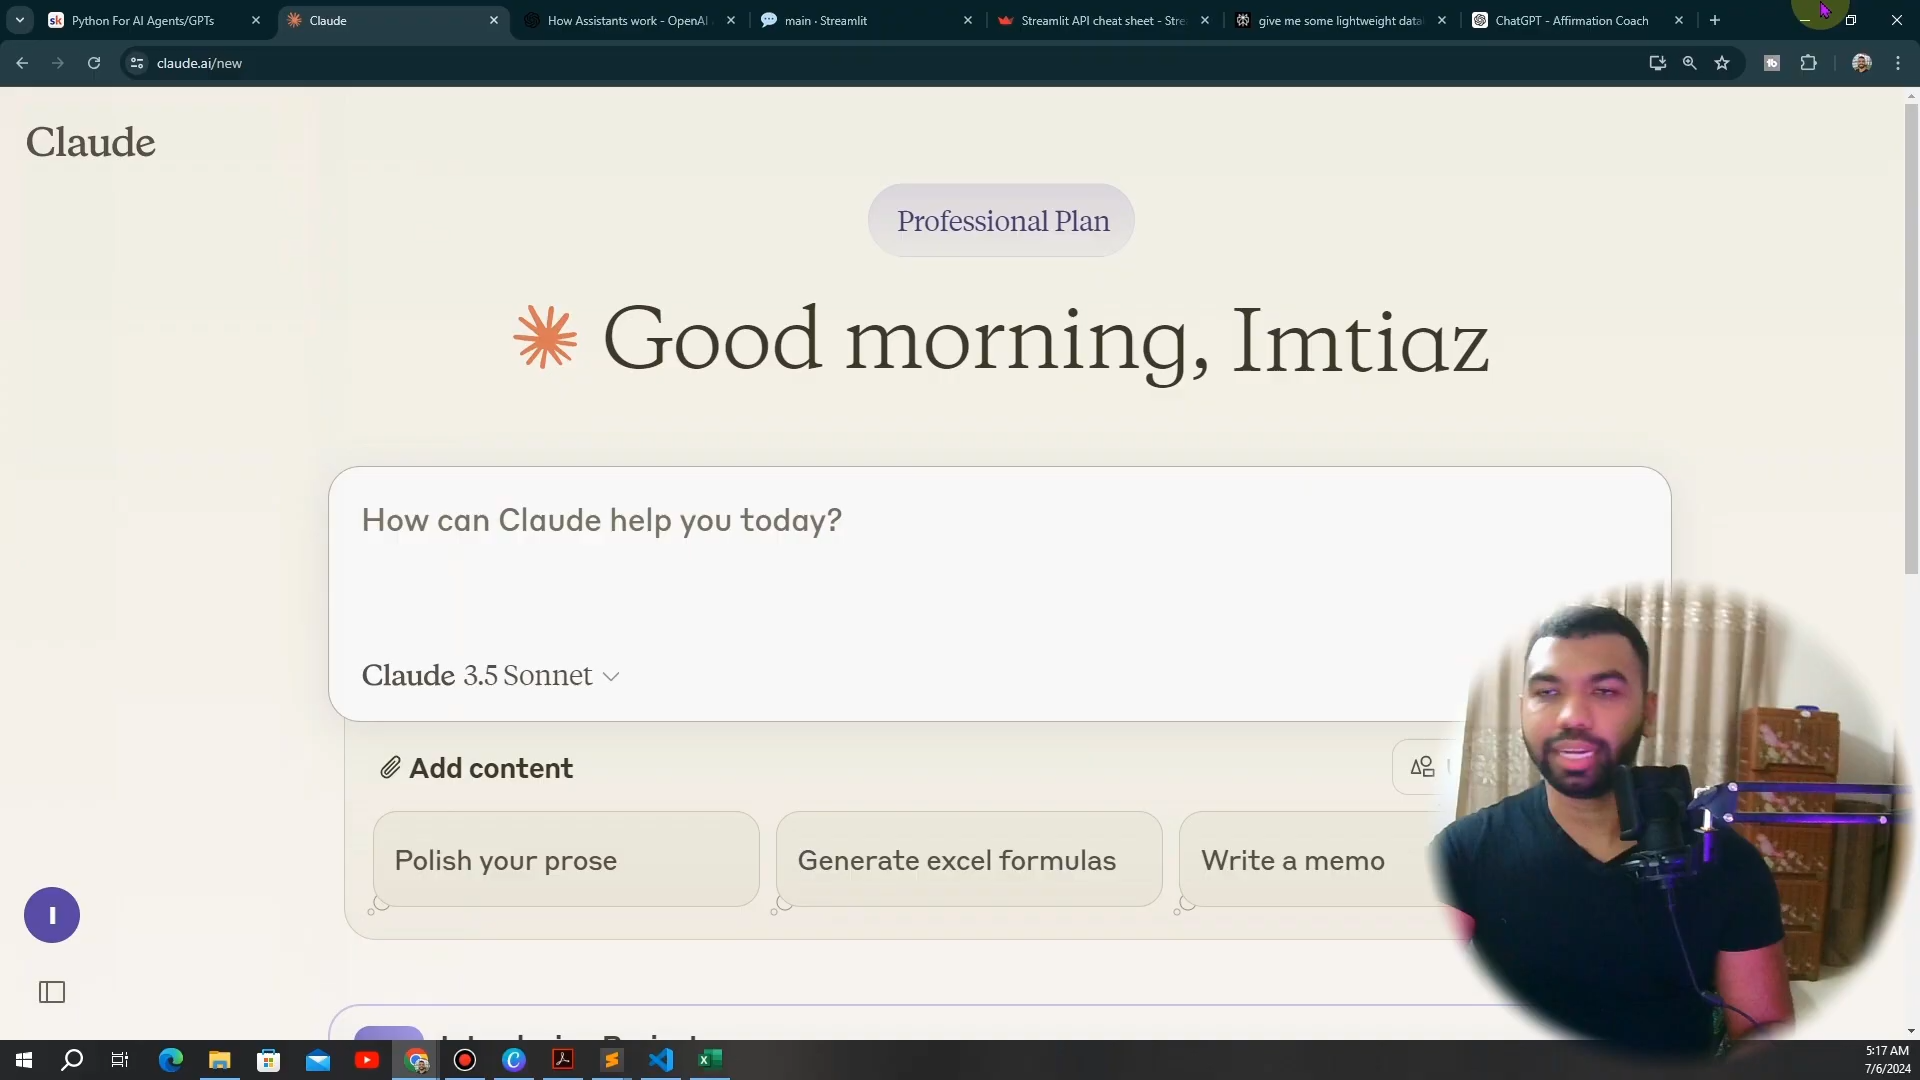 Python For AI Agents/GPTs
Claude
How Assistants work - OpenAI
main · Streamlit
Streamlit API cheat sheet - Stre
give me some lightweight datal
ChatGPT - Affirmation Coach
claude.ai/new
Claude
Professional Plan
Good morning, Imtiaz
How can Claude help you today?
Claude 3.5 Sonnet
Add content
Polish your prose
Generate excel formulas
Write a memo
I
5:17 AM
7/6/2024